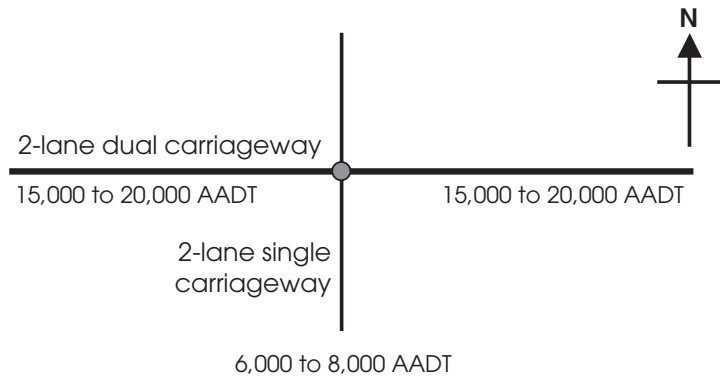 N
2-lane dual carriageway
15,000 to 20,000 AADT
15,000 to 20,000 AADT
2-lane single
carriageway
6,000 to 8,000 AADT